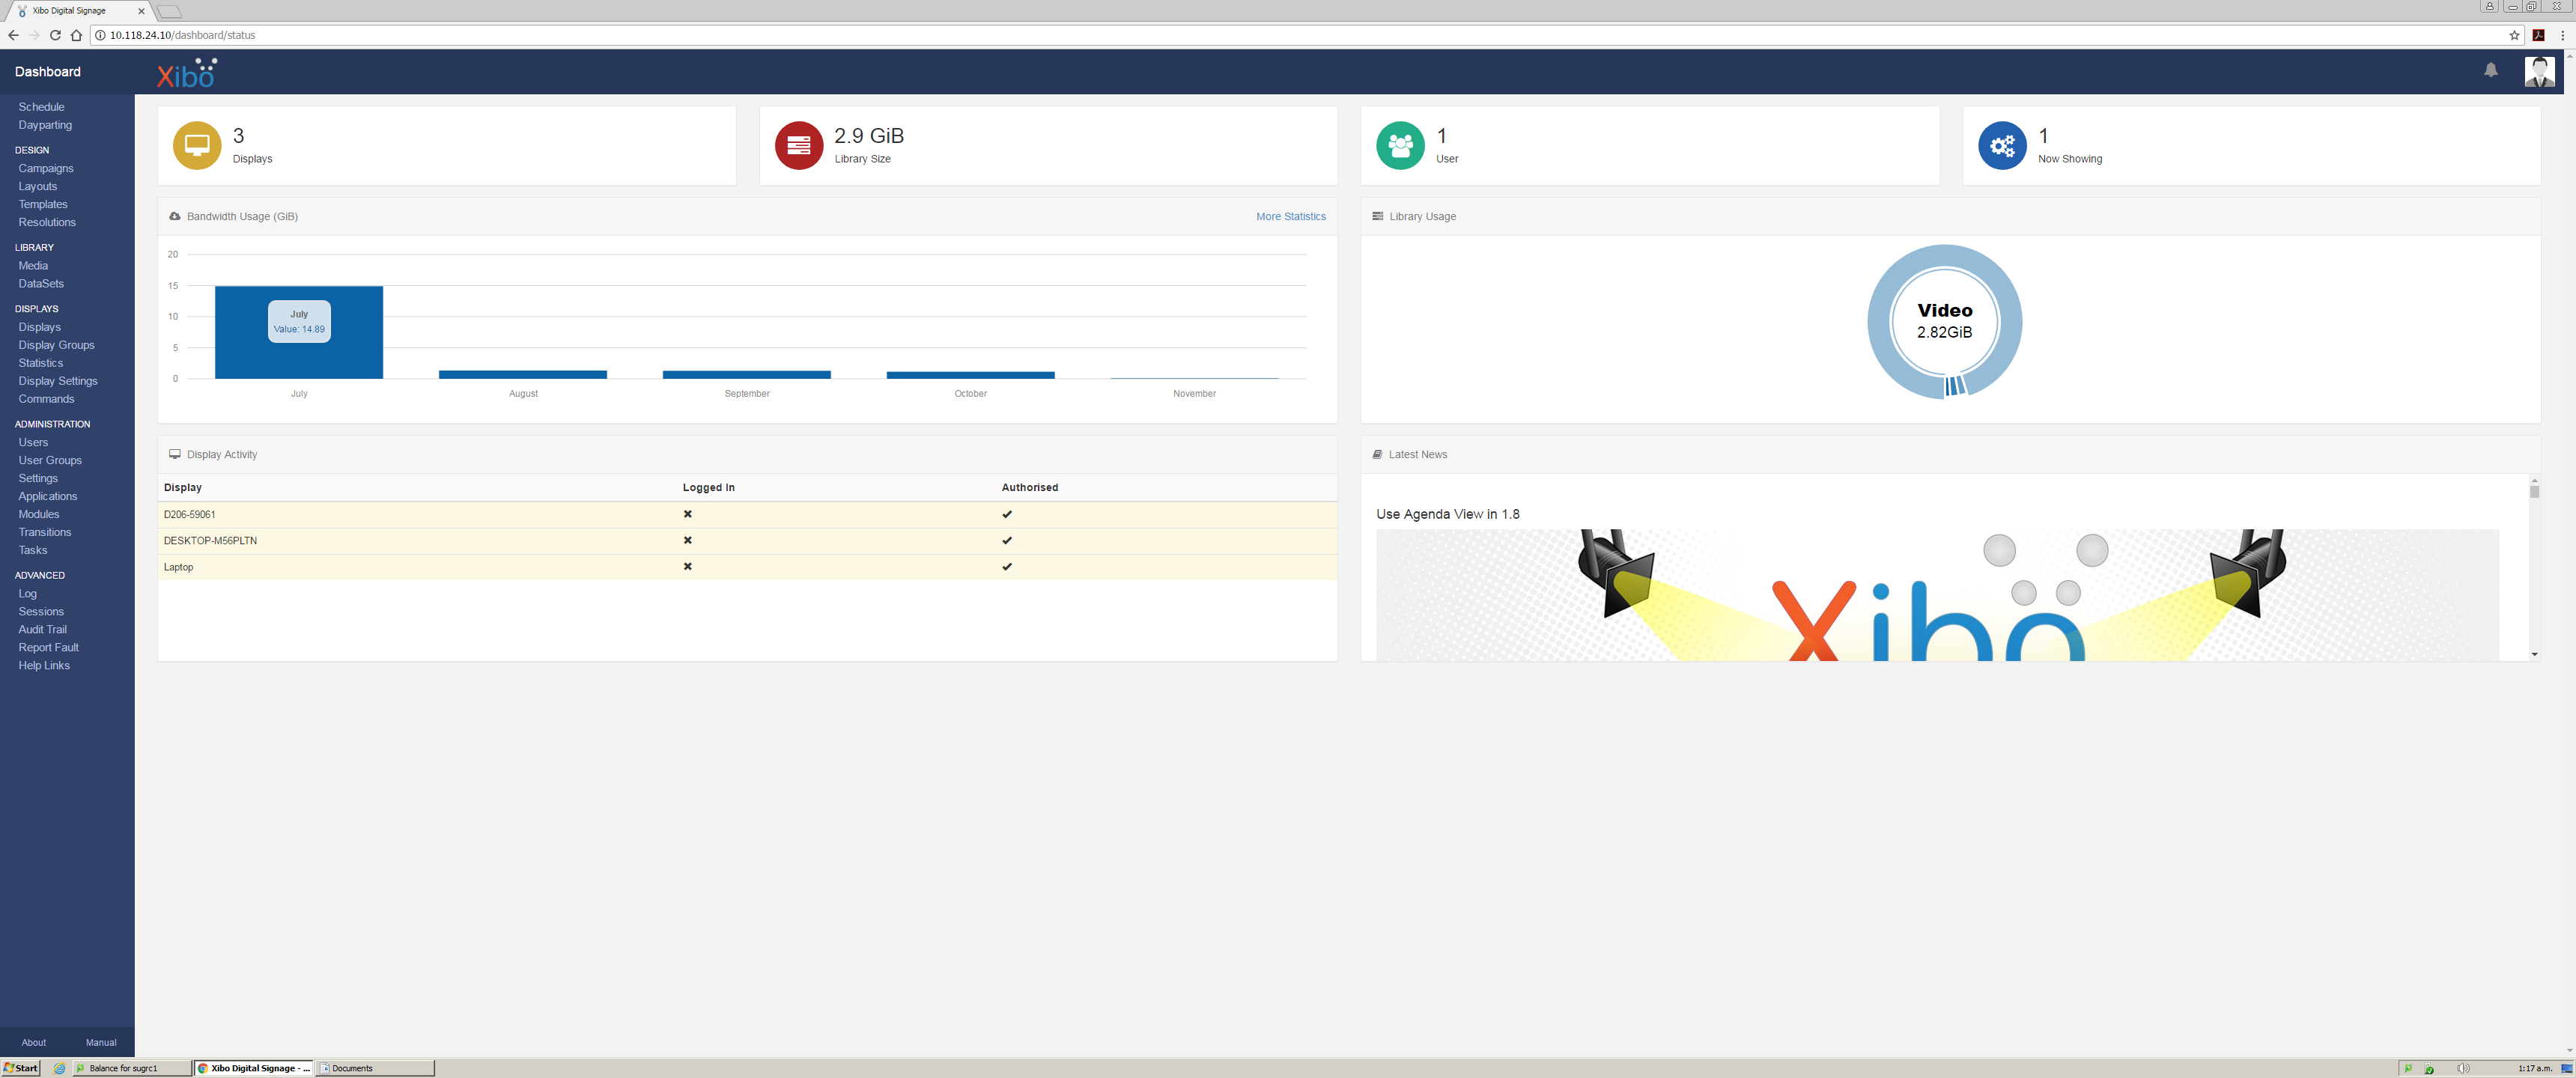 Xibo Digital Signage
10.118.24.10/dashboard/status
Dashboard
Xibo
Schedule
Dayparting
DESIGN
Campaigns
Layouts
Templates
Resolutions
LIBRARY
Media
DataSets
DISPLAYS
Displays
Display Groups
Statistics
Display Settings
Commands
ADMINISTRATION
Users
User Groups
Settings
Applications
Modules
Transitions
Tasks
ADVANCED
Log
Sessions
Audit Trail
Report Fault
Help Links
About Manual
3
Displays
2.9 GiB
Library Size
1
User
1
Now Showing
Bandwidth Usage (GiB) More Statistics
20
15
10
5
0
July
Value: 14.89
July August September October November
Library Usage
Video
2.82GiB
Display Activity
Display Logged In Authorised
D206-59061
DESKTOP-M56PLTN
Laptop
Latest News
Use Agenda View in 1.8
Xibo
Start Balance for sugrc1 Xibo Digital Signage - ... Documents 1:17 a.m.